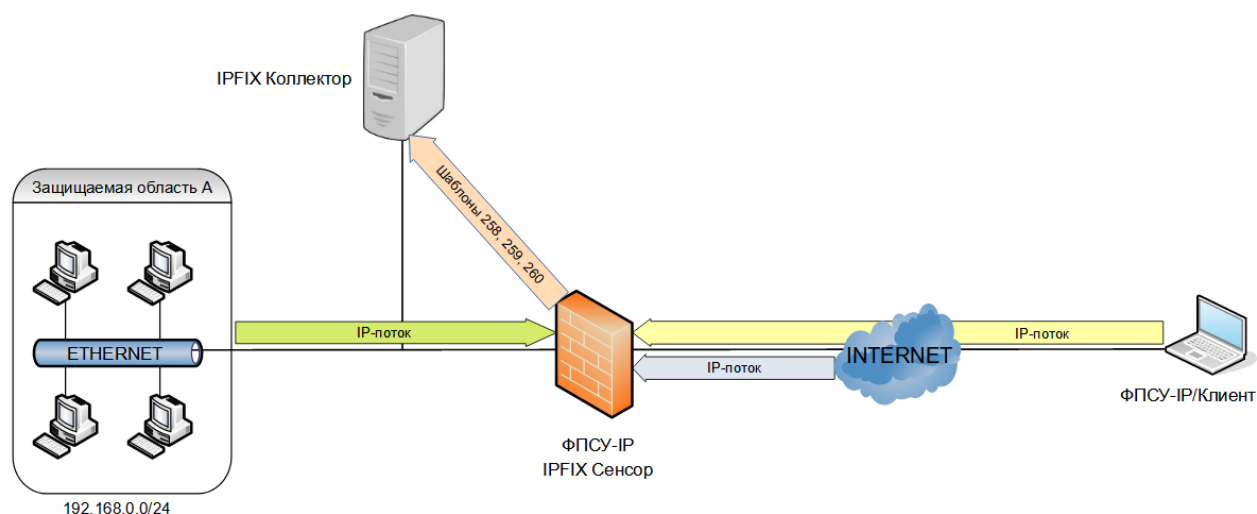 IPFIX Коллектор
Защищаемая область А
Шаблоны 258, 259, 260
IP-поток
IP-поток
ETHERNET
INTERNET
IP-поток
ФПСУ-IP/Клиент
ФПСУ-IP
IPFIX Сенсор
192.168.0.0/24